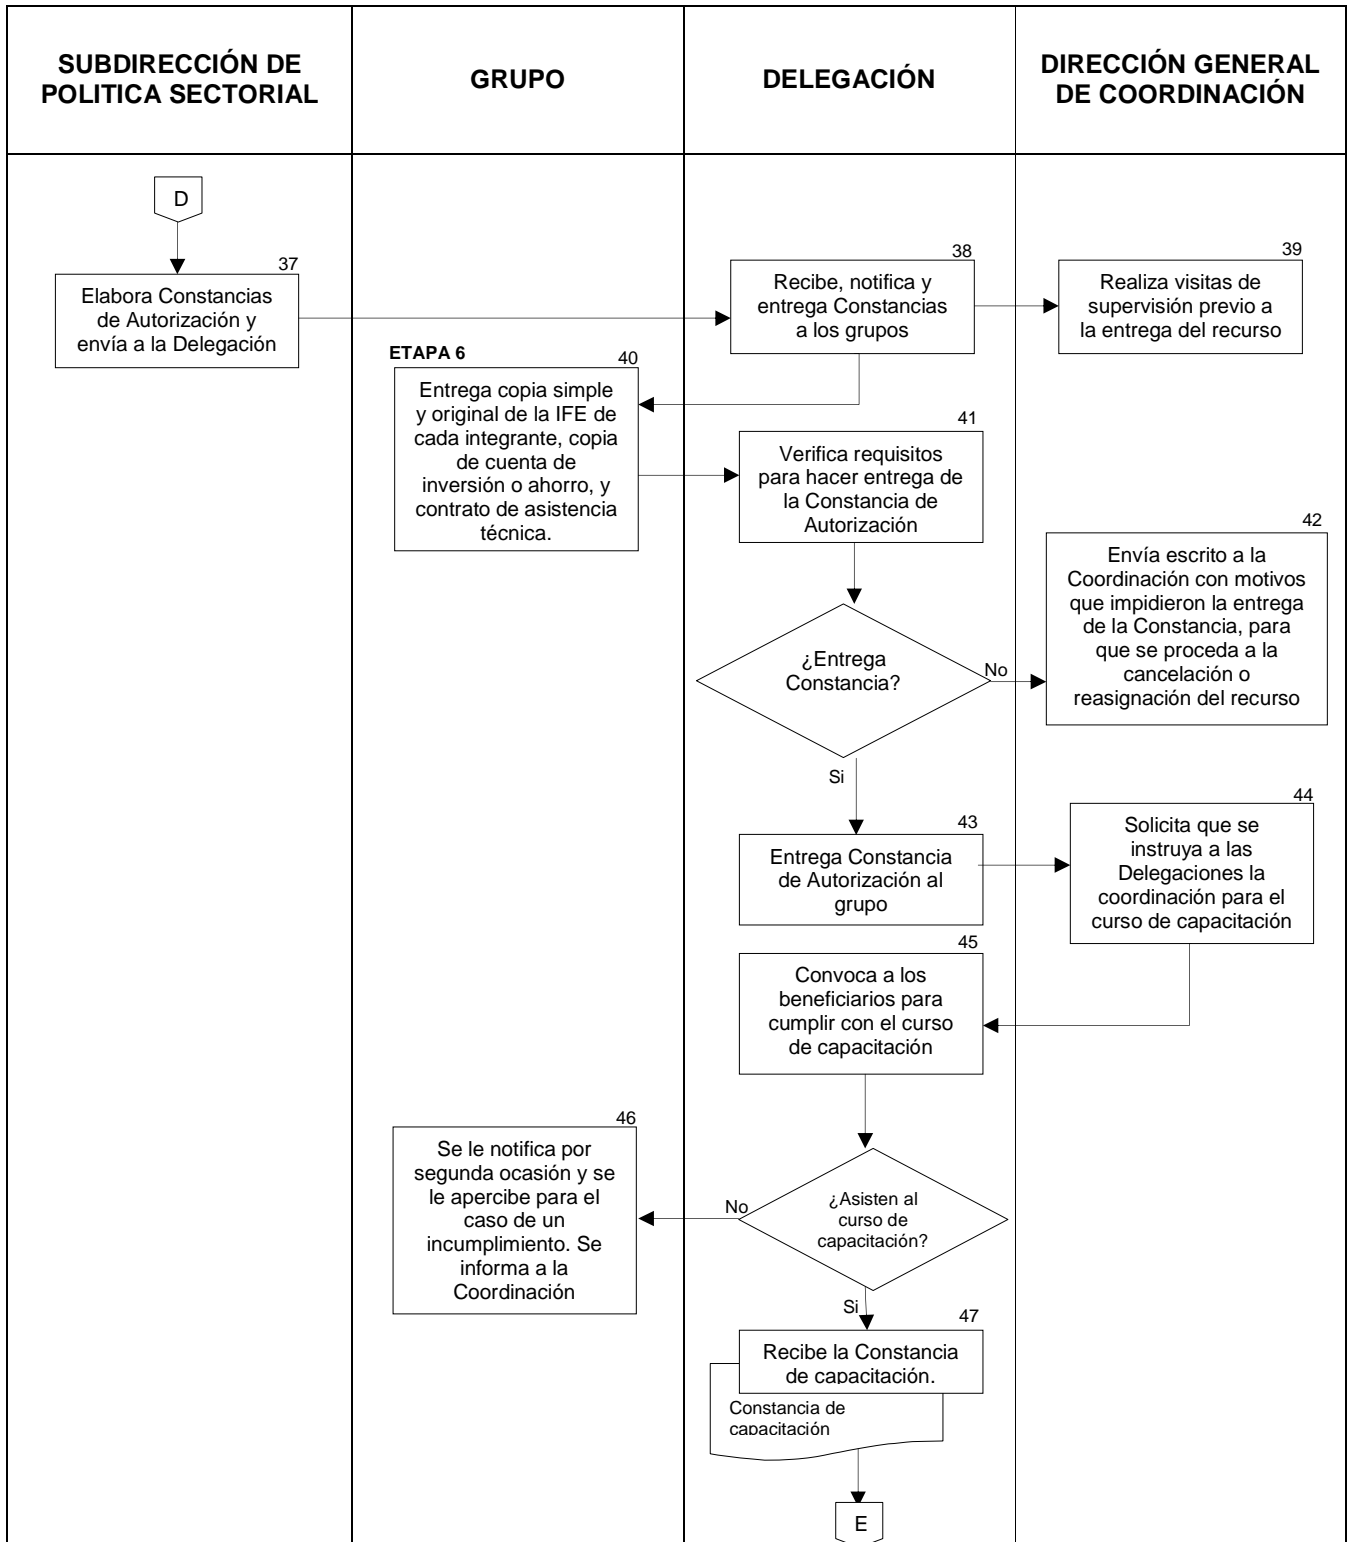 SUBDIRECCIÓN DE
POLITICA SECTORIAL
GRUPO
DELEGACIÓN
DIRECCIÓN GENERAL
DE COORDINACIÓN
D
37
Elabora Constancias
de Autorización y
envía a la Delegación
38
Recibe, notifica y
entrega Constancias
a los grupos
39
Realiza visitas de
supervisión previo a
la entrega del recurso
ETAPA 6
40
Entrega copia simple
y original de la IFE de
cada integrante, copia
de cuenta de
inversión o ahorro, y
contrato de asistencia
técnica.
41
Verifica requisitos
para hacer entrega de
la Constancia de
Autorización
42
Envía escrito a la
Coordinación con motivos
que impidieron la entrega
de la Constancia, para
que se proceda a la
cancelación o
reasignación del recurso
¿Entrega
Constancia?
No
Si
43
Entrega Constancia
de Autorización al
grupo
44
Solicita que se
instruya a las
Delegaciones la
coordinación para el
curso de capacitación
45
Convoca a los
beneficiarios para
cumplir con el curso
de capacitación
46
Se le notifica por
segunda ocasión y se
le apercibe para el
caso de un
incumplimiento. Se
informa a la
Coordinación
No
¿Asisten al
curso de
capacitación?
Si
47
Recibe la Constancia
de capacitación.
Constancia de
capacitación
E